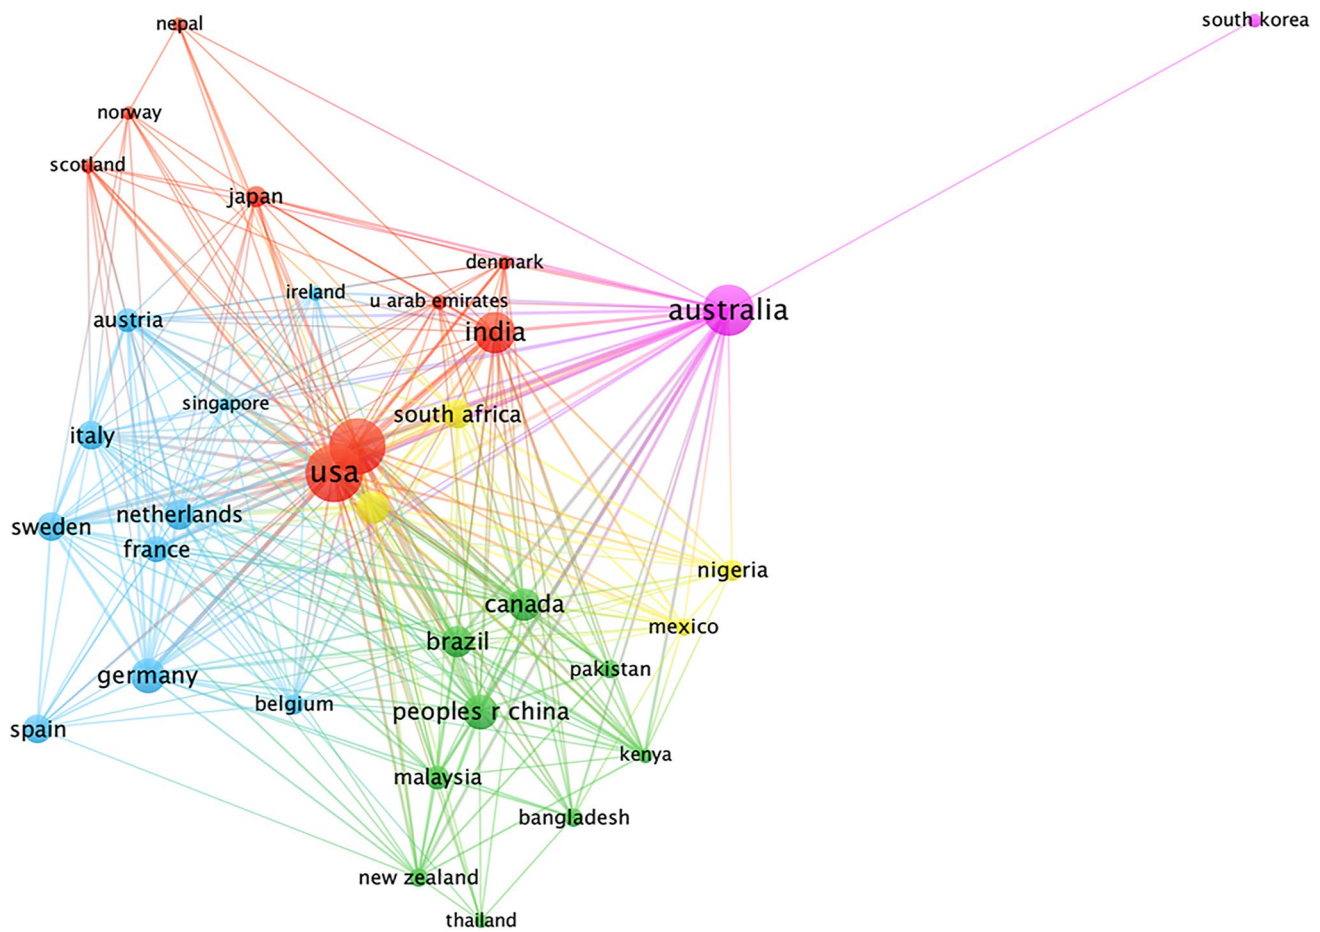 nepal
south korea
norway
scotland
japan
denmark
ireland
u arab emirates
australia
austria
india
singapore
south africa
italy
usa
netherlands
sweden
france
nigeria
canada
mexico
brazil
pakistan
germany
belgium
peoples r china
spain
kenya
malaysia
bangladesh
new zealand
thailand